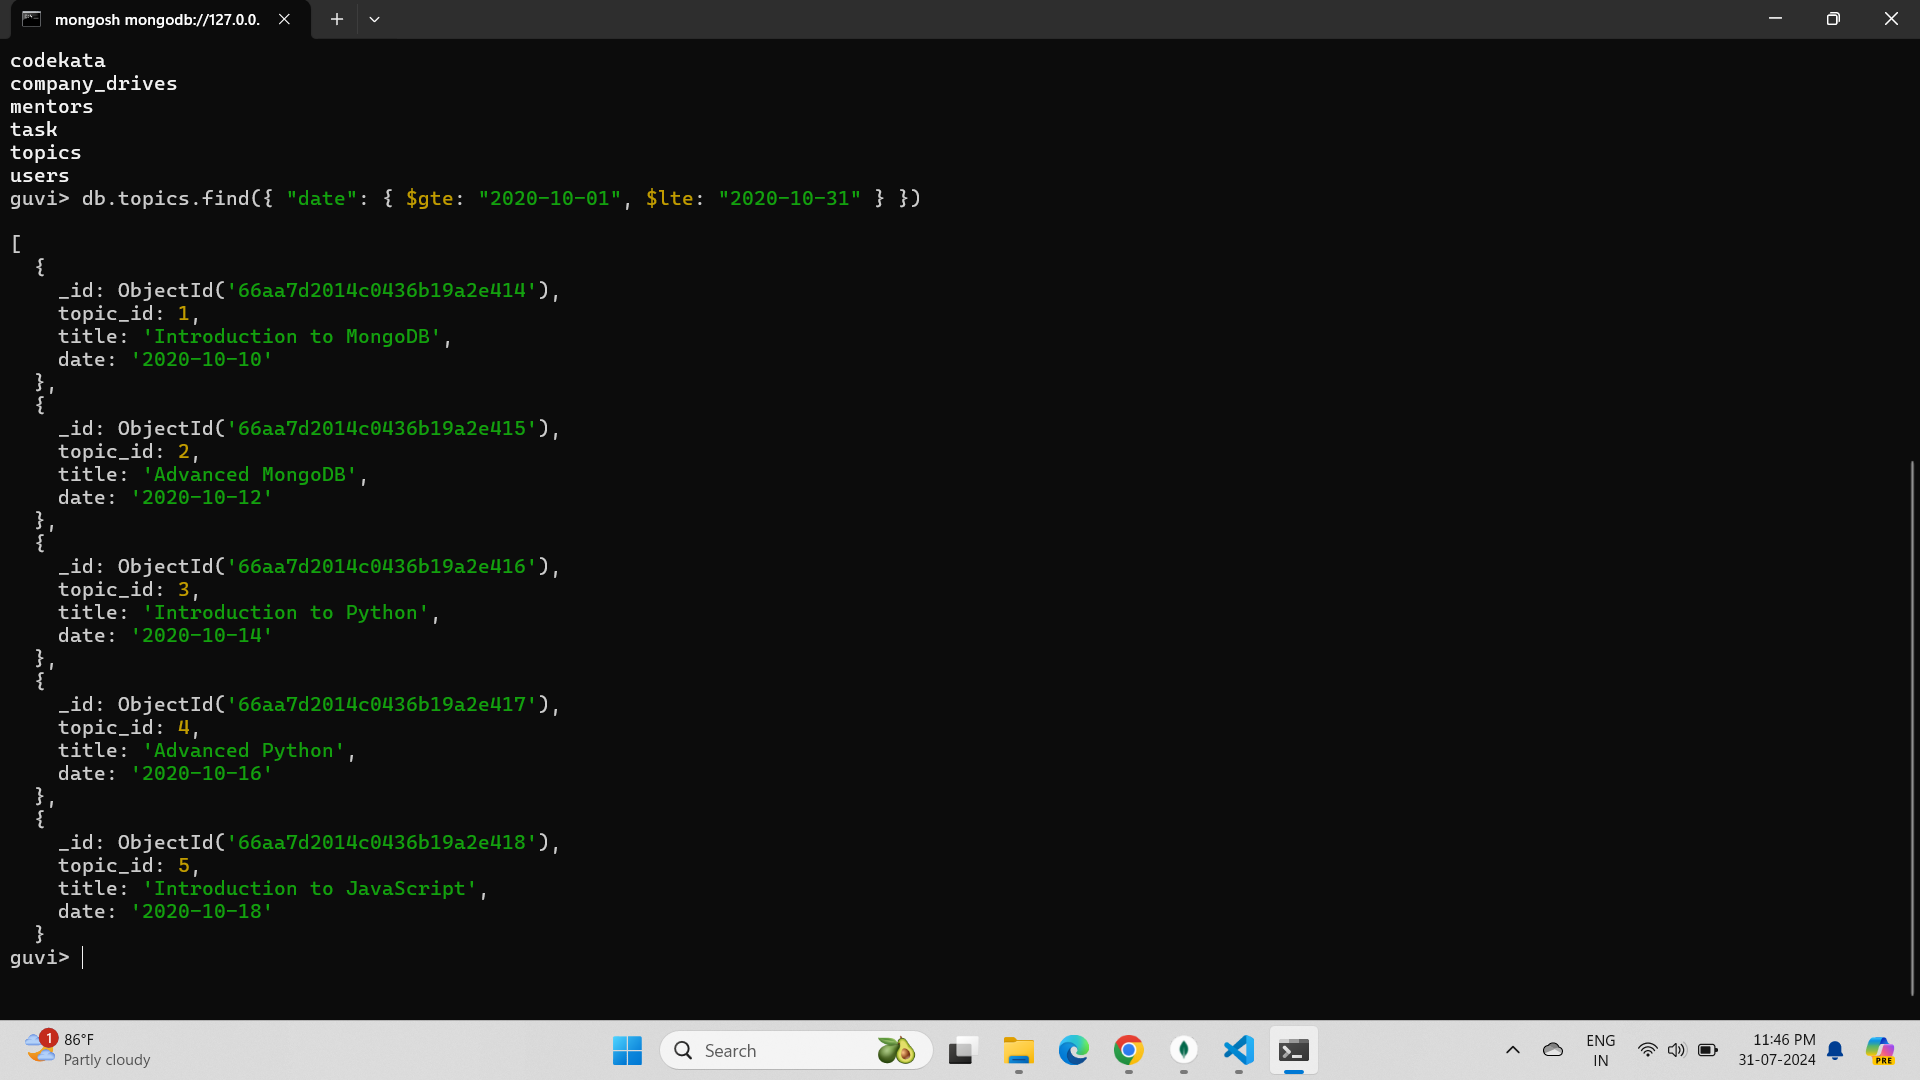 mongosh mongodb://127.0.0.
codekata
company_drives
mentors
task
topics
users
guvi> db.topics.find({ "date": { $gte: "2020-10-01", $lte: "2020-10-31" } })
[
  {
    _id: ObjectId('66aa7d2014c0436b19a2e414'),
    topic_id: 1,
    title: 'Introduction to MongoDB',
    date: '2020-10-10'
  },
  {
    _id: ObjectId('66aa7d2014c0436b19a2e415'),
    topic_id: 2,
    title: 'Advanced MongoDB',
    date: '2020-10-12'
  },
  {
    _id: ObjectId('66aa7d2014c0436b19a2e416'),
    topic_id: 3,
    title: 'Introduction to Python',
    date: '2020-10-14'
  },
  {
    _id: ObjectId('66aa7d2014c0436b19a2e417'),
    topic_id: 4,
    title: 'Advanced Python',
    date: '2020-10-16'
  },
  {
    _id: ObjectId('66aa7d2014c0436b19a2e418'),
    topic_id: 5,
    title: 'Introduction to JavaScript',
    date: '2020-10-18'
  }
guvi>
1
86°F
Partly cloudy
Search
ENG
IN
11:46 PM
31-07-2024
PRE